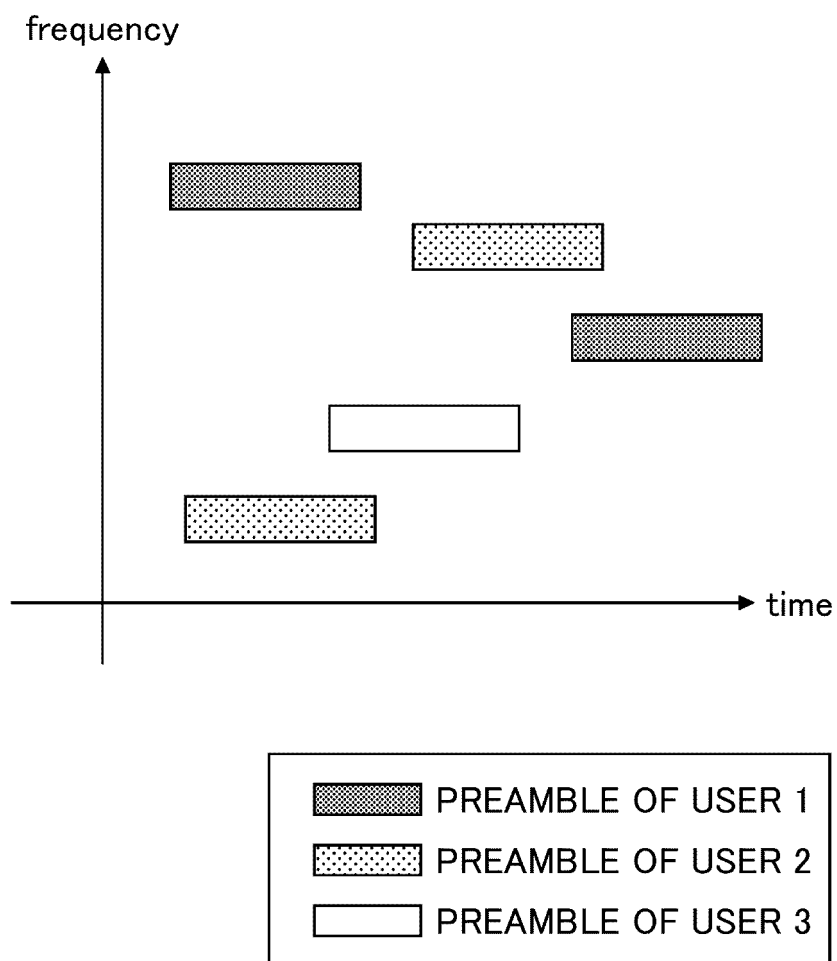 frequency
time
PREAMBLE OF USER 1
PREAMBLE OF USER 2
PREAMBLE OF USER 3